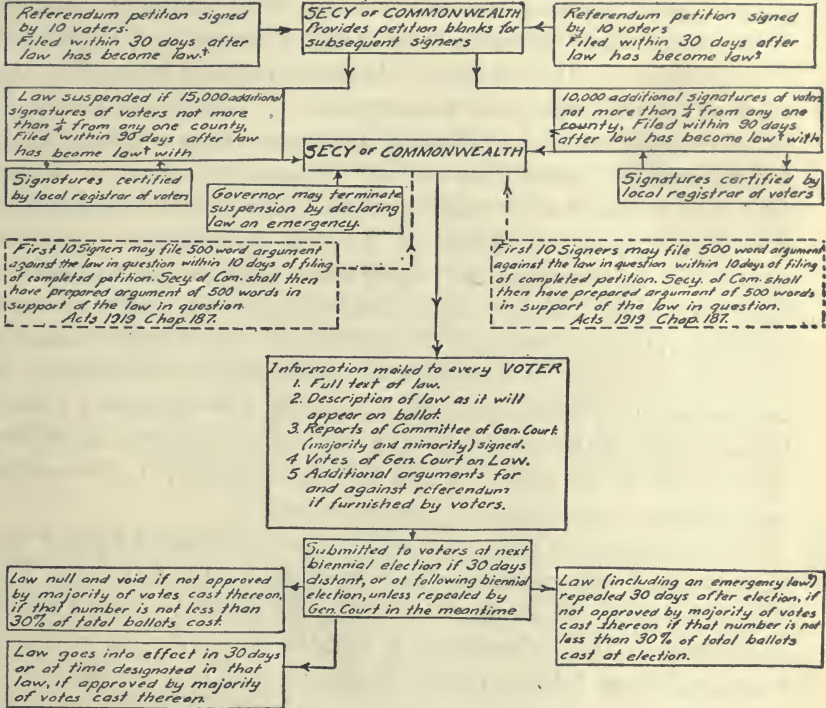 Referendum petition signed
by 10 voters.
Filed within 30 days after
law has become law.†
SECY OF COMMONWEALTH
Provides petition blanks for
subsequent signers
Referendum petition signed
by 10 voters
Filed within 30 days after
law has become law§
Law suspended if 15,000 additional
signatures of voters not more
than ¼ from any one county,
Filed within 90 days after law
has become law† with
10,000 additional signatures of voters
not more than ¼ from any one
county, Filed within 90 days
after law has become law† with
SECY OF COMMONWEALTH
Signatures certified
by local registrar of voters
Governor may terminate
suspension by declaring
law an emergency.
Signatures certified by
local registrar of voters
First 10 Signers may file 500 word argument
against the law in question within 10 days of filing
of completed petition. Secy. of Com. shall then
have prepared argument of 500 words in
support of the law in question.
Acts 1919 Chap. 187.
First 10 Signers may file 500 word argument
against the law in question within 10 days of filing
of completed petition. Secy. of Com. shall
then have prepared argument of 500 words
in support of the law in question.
Acts 1919 Chap. 187.
Information mailed to every VOTER
1. Full text of law.
2. Description of law as it will
appear on ballot.
3. Reports of Committee of Gen. Court
(majority and minority) signed.
4 Votes of Gen. Court on Law.
5 Additional arguments for
and against referendum
if furnished by voters.
Submitted to voters at next
biennial election if 30 days
distant, or at following biennial
election, unless repealed by
Gen. Court in the meantime
Law null and void if not approved
by majority of votes cast thereon,
if that number is not less than
30% of total ballots cast.
Law (including an emergency law)
repealed 30 days after election, if
not approved by majority of votes
cast thereon if that number is not
less than 30% of total ballots
cast at election.
Law goes into effect in 30 days
or at time designated in that
law, if approved by majority
of votes cast thereon.